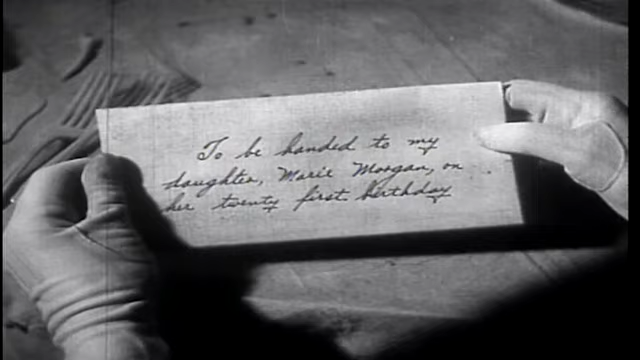 To be handed to my
daughter, Marie Morgan, on
her twenty first birthday